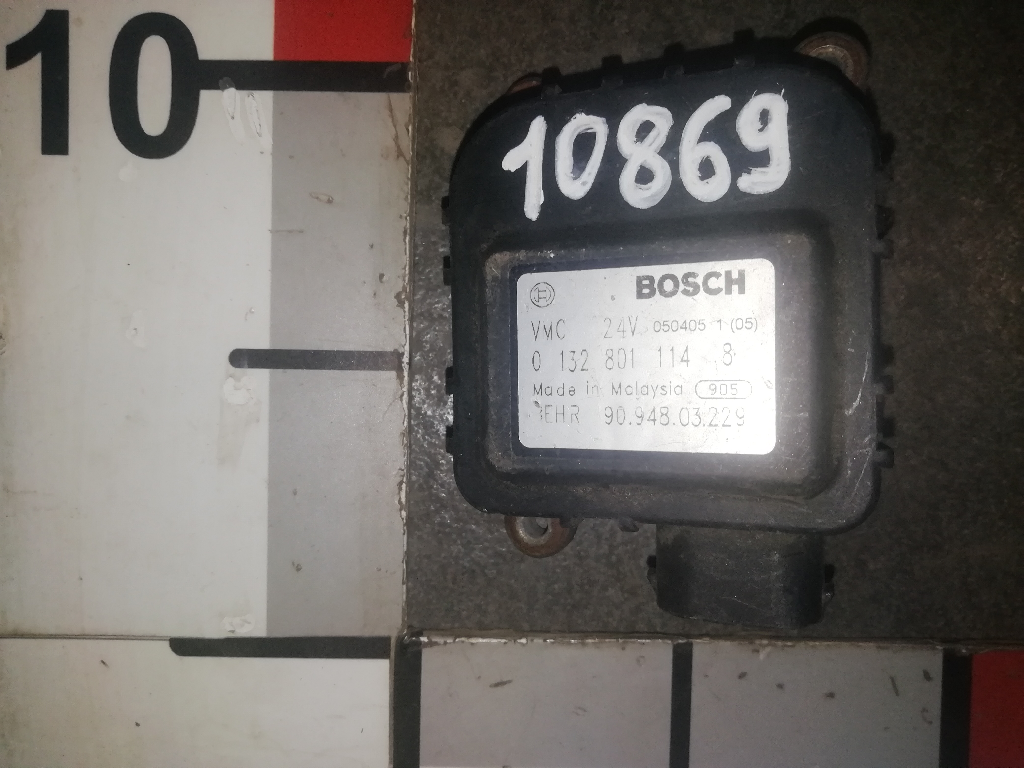 10
10869
BOSCH
VMC 24V 050405 1 (05)
0 132 801 114 8
Made in Malaysia 905
BEHR 90.948.03.229